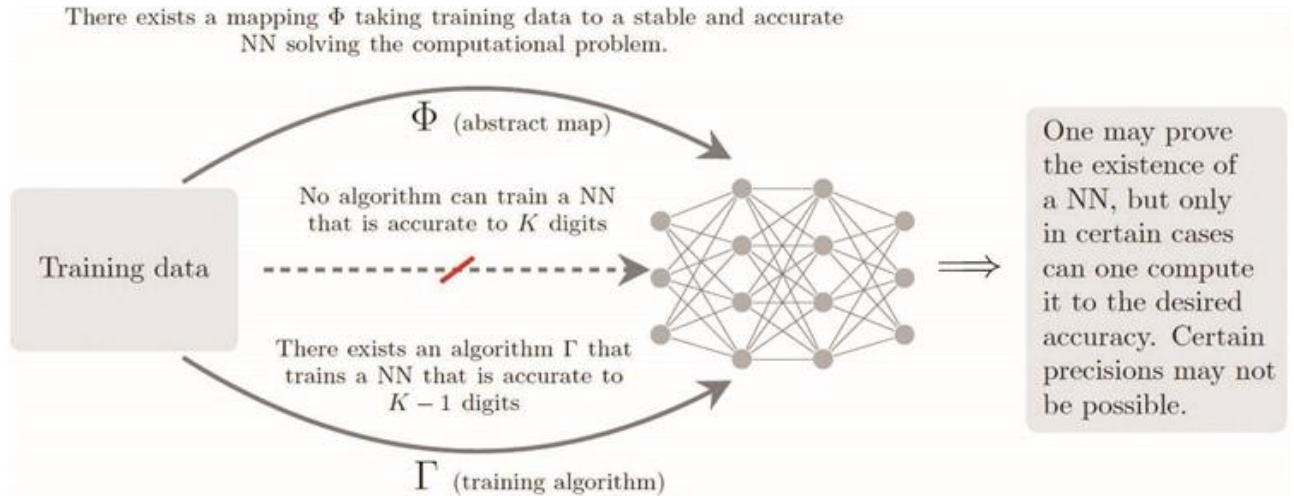 There exists a mapping Φ taking training data to a stable and accurate
NN solving the computational problem.
Φ (abstract map)
No algorithm can train a NN
that is accurate to K digits
Training data
There exists an algorithm Γ that
trains a NN that is accurate to
K − 1 digits
Γ (training algorithm)
⟹
One may prove
the existence of
a NN, but only
in certain cases
can one compute
it to the desired
accuracy. Certain
precisions may not
be possible.